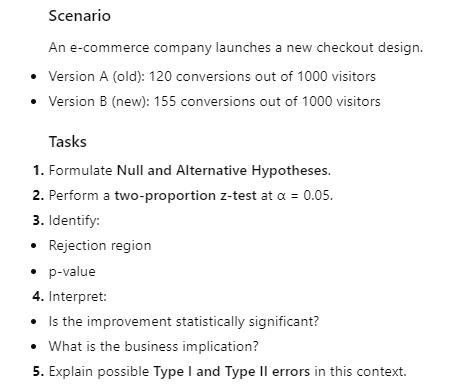 Scenario
An e-commerce company launches a new checkout design.
• Version A (old): 120 conversions out of 1000 visitors
• Version B (new): 155 conversions out of 1000 visitors
Tasks
1. Formulate Null and Alternative Hypotheses.
2. Perform a two-proportion z-test at α = 0.05.
3. Identify:
• Rejection region
• p-value
4. Interpret:
• Is the improvement statistically significant?
• What is the business implication?
5. Explain possible Type I and Type II errors in this context.